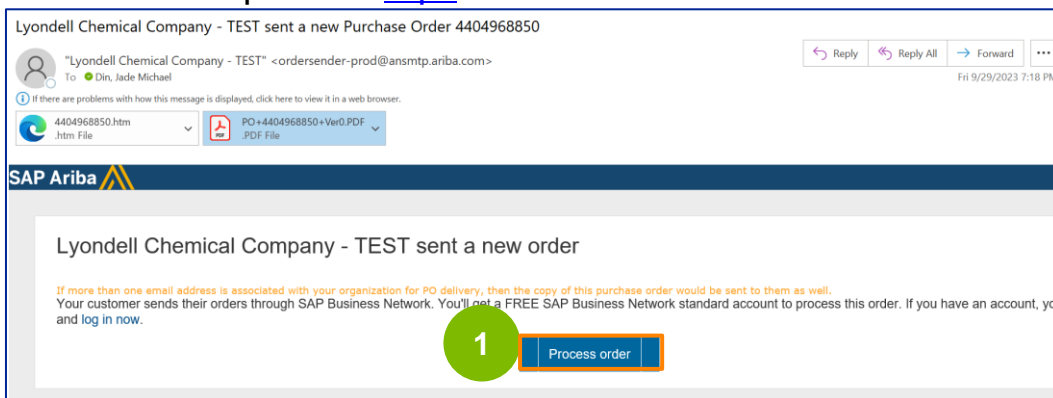 Lyondell Chemical Company - TEST sent a new Purchase Order 4404968850
"Lyondell Chemical Company - TEST" <ordersender-prod@ansmtp.ariba.com>
To Din, Jade Michael
Reply
Reply All
Forward
Fri 9/29/2023 7:18 PM
If there are problems with how this message is displayed, click here to view it in a web browser.
4404968850.htm
.htm File
PDF
PO+4404968850+Ver0.PDF
.PDF File
SAP Ariba
Lyondell Chemical Company - TEST sent a new order
If more than one email address is associated with your organization for PO delivery, then the copy of this purchase order would be sent to them as well.
Your customer sends their orders through SAP Business Network. You'll get a FREE SAP Business Network standard account to process this order. If you have an account,
and log in now.
1
Process order